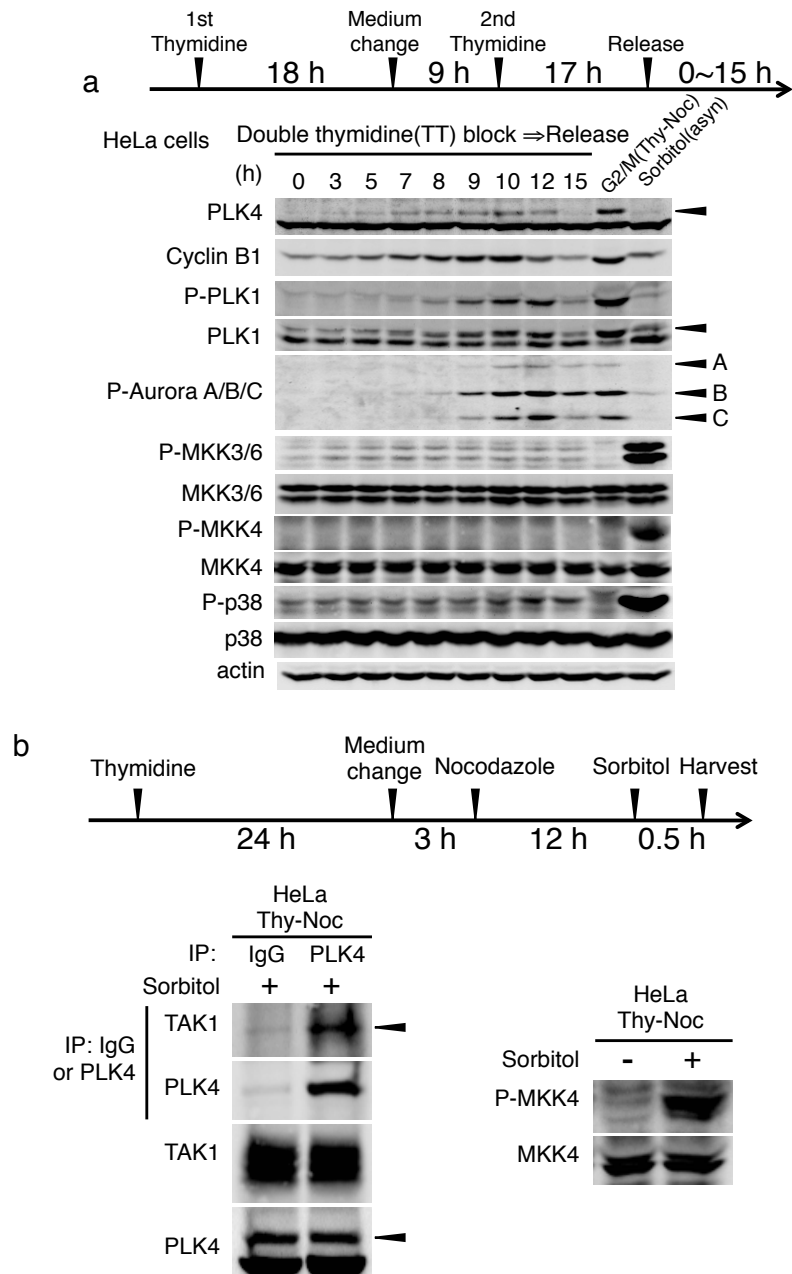 a
1st
Thymidine
Medium
change
2nd
Thymidine
Release
18 h
9 h
17 h
0~15 h
HeLa cells
Double thymidine(TT) block ⇒Release
G2/M(Thy-Noc)
Sorbitol(asyn)
(h)
0 3 5 7 8 9 10 12 15
PLK4
Cyclin B1
P-PLK1
PLK1
P-Aurora A/B/C
A
B
C
P-MKK3/6
MKK3/6
P-MKK4
MKK4
P-p38
p38
actin
b
Thymidine
Medium
change
Nocodazole
Sorbitol
Harvest
24 h
3 h
12 h
0.5 h
HeLa
Thy-Noc
IP: IgG PLK4
Sorbitol + +
IP: IgG
or PLK4
TAK1
PLK4
TAK1
PLK4
HeLa
Thy-Noc
Sorbitol - +
P-MKK4
MKK4